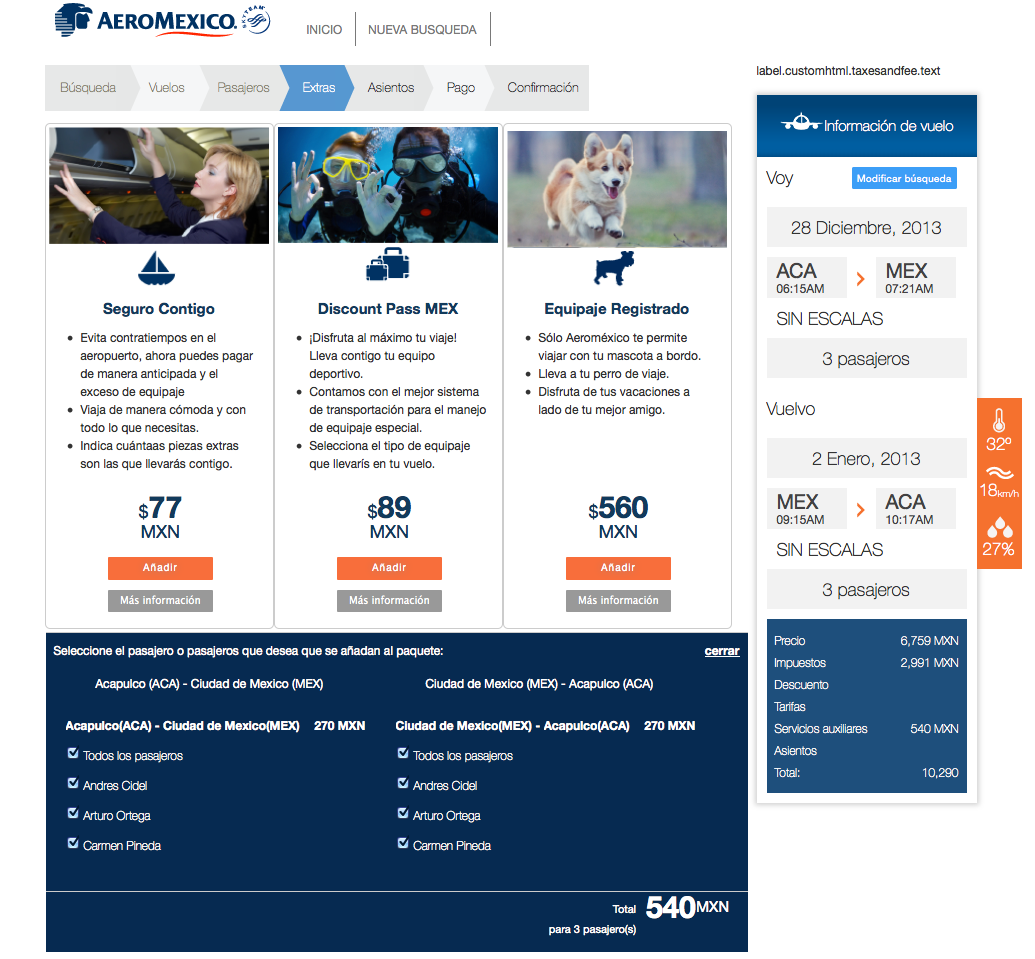 AEROMEXICO. SKYTEAM
INICIO
NUEVA BUSQUEDA
Búsqueda
Vuelos
Pasajeros
Extras
Asientos
Pago
Confirmación
Seguro Contigo
Evita contratiempos en el
aeropuerto, ahora puedes pagar
de manera anticipada y el
exceso de equipaje
Viaja de manera cómoda y con
todo lo que necesitas.
Indica cuántaas piezas extras
son las que llevarás contigo.
$77
MXN
Añadir
Más información
Discount Pass MEX
¡Disfruta al máximo tu viaje!
Lleva contigo tu equipo
deportivo.
Contamos con el mejor sistema
de transportación para el manejo
de equipaje especial.
Selecciona el tipo de equipaje
que llevarís en tu vuelo.
$89
MXN
Añadir
Más información
Equipaje Registrado
Sólo Aeroméxico te permite
viajar con tu mascota a bordo.
Lleva a tu perro de viaje.
Disfruta de tus vacaciones a
lado de tu mejor amigo.
$560
MXN
Añadir
Más información
Seleccione el pasajero o pasajeros que desea que se añadan al paquete:
cerrar
Acapulco (ACA) - Ciudad de Mexico (MEX)
Acapulco(ACA) - Ciudad de Mexico(MEX) 270 MXN
Todos los pasajeros
Andres Cidel
Arturo Ortega
Carmen Pineda
Ciudad de Mexico (MEX) - Acapulco (ACA)
Ciudad de Mexico(MEX) - Acapulco(ACA) 270 MXN
Todos los pasajeros
Andres Cidel
Arturo Ortega
Carmen Pineda
Total 540 MXN
para 3 pasajero(s)
label.customhtml.taxesandfee.text
Información de vuelo
Voy
Modificar búsqueda
28 Diciembre, 2013
ACA > MEX
06:15AM 07:21AM
SIN ESCALAS
3 pasajeros
Vuelvo
2 Enero, 2013
MEX > ACA
09:15AM 10:17AM
SIN ESCALAS
3 pasajeros
Precio 6,759 MXN
Impuestos 2,991 MXN
Descuento
Tarifas
Servicios auxiliares 540 MXN
Asientos
Total: 10,290
32º
18km/h
27%